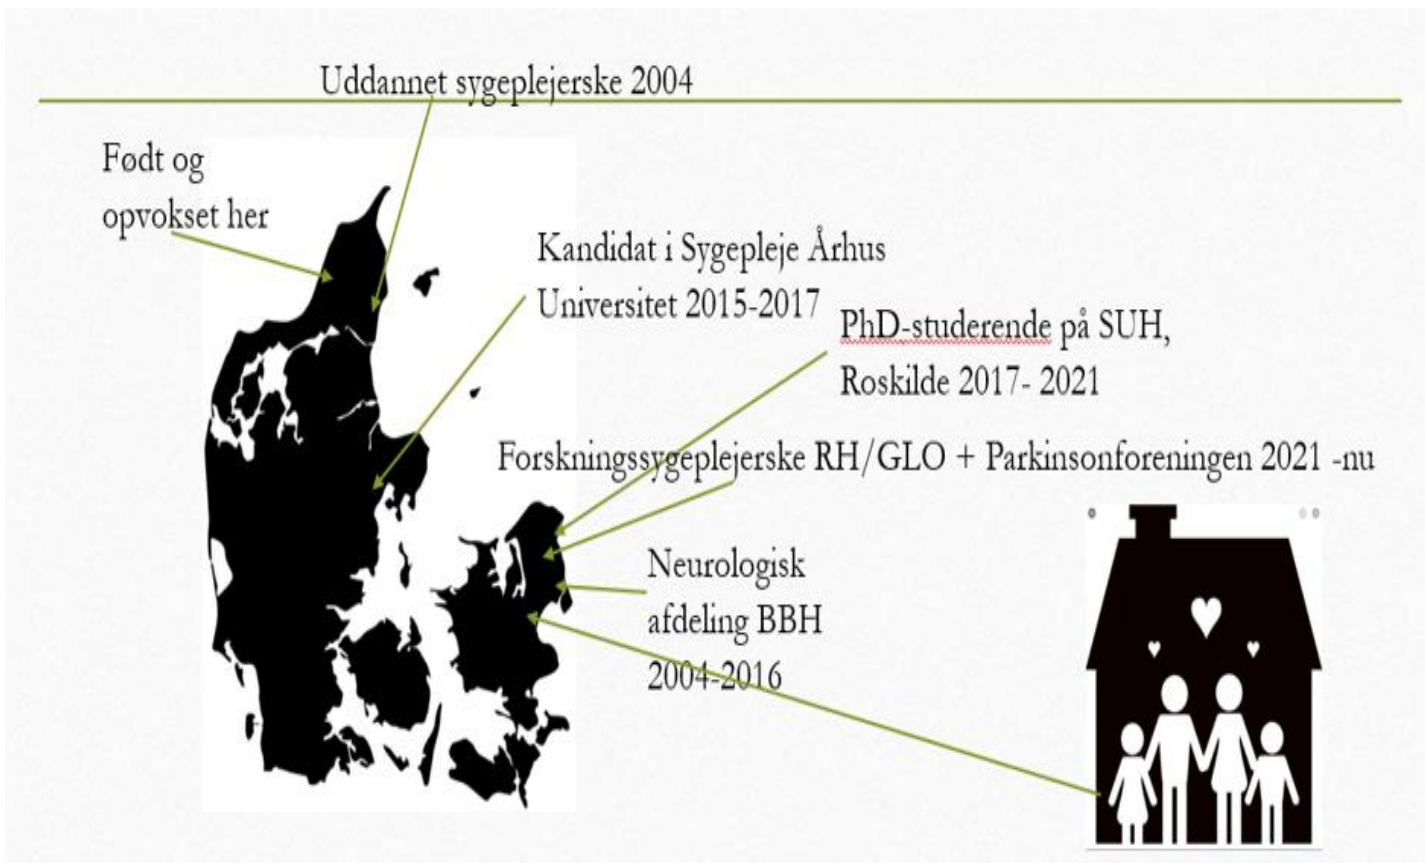 Uddannet sygeplejerske 2004
Født og
opvokset her
Kandidat i Sygepleje Århus
Universitet 2015-2017
PhD-studerende på SUH,
Roskilde 2017- 2021
Forskningssygeplejerske RH/GLO + Parkinsonforeningen 2021 -nu
Neurologisk
afdeling BBH
2004-2016